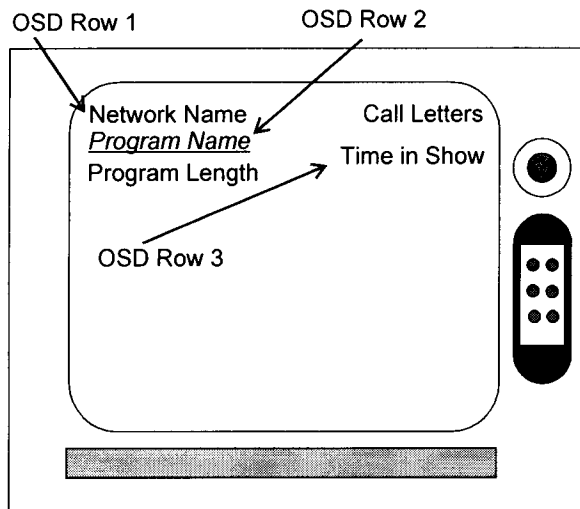 OSD Row 1
OSD Row 2
Network Name
Call Letters
Program Name
Time in Show
Program Length
OSD Row 3